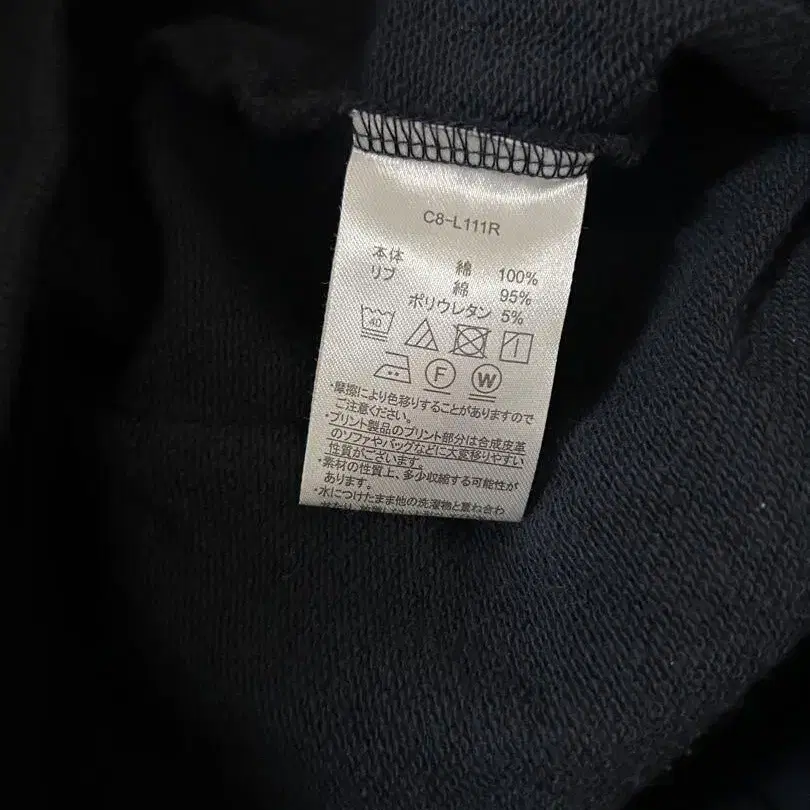 C8-L111R
本体 綿 100%
リブ 綿 95%
ポリウレタン 5%
40
F W
・摩擦により色移りすることがありますので
ご注意ください。
・プリント製品のプリント部分は合成皮革
のソファやバッグなどに大変移りやすい
性質がございます。
・素材の性質上、多少収縮する可能性が
あります。
・水につけたまま他の洗濯物と重ね合わ